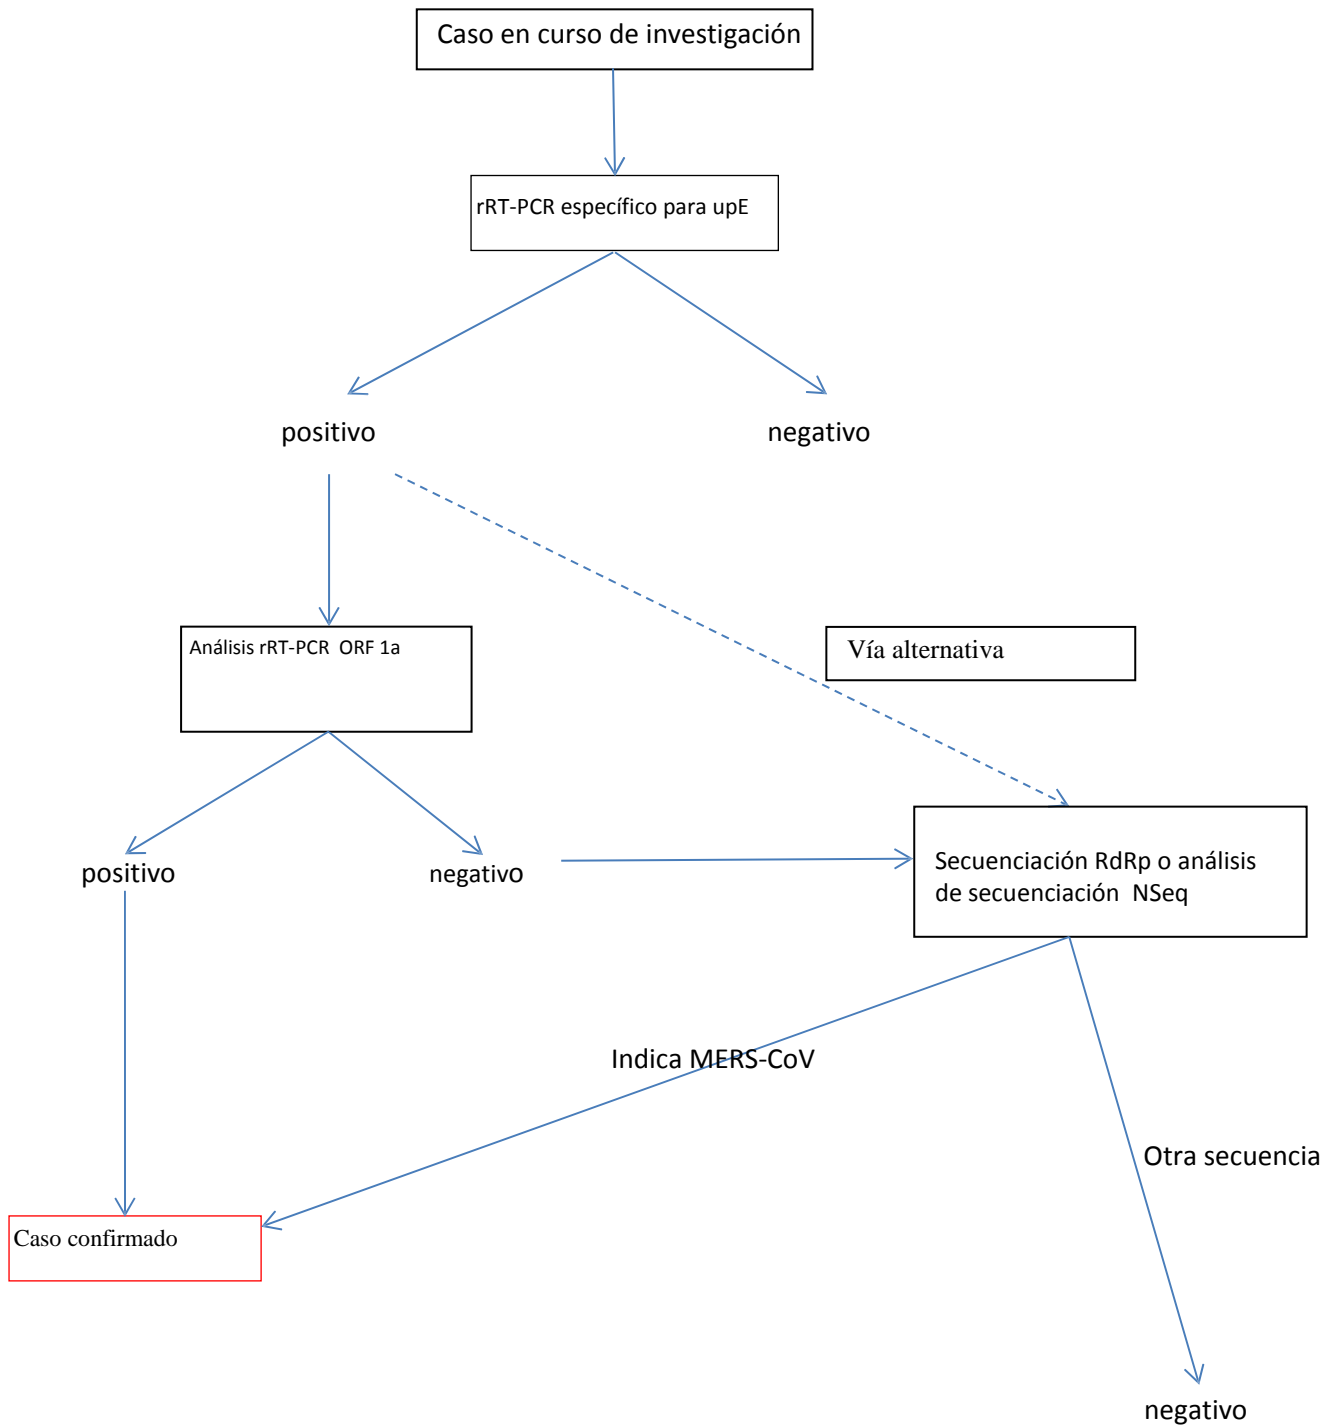 Caso en curso de investigación
rRT-PCR específico para upE
positivo
negativo
Análisis rRT-PCR  ORF 1a
Vía alternativa
positivo
negativo
Secuenciación RdRp o análisis
de secuenciación  NSeq
Indica MERS-CoV
Otra secuencia
Caso confirmado
negativo